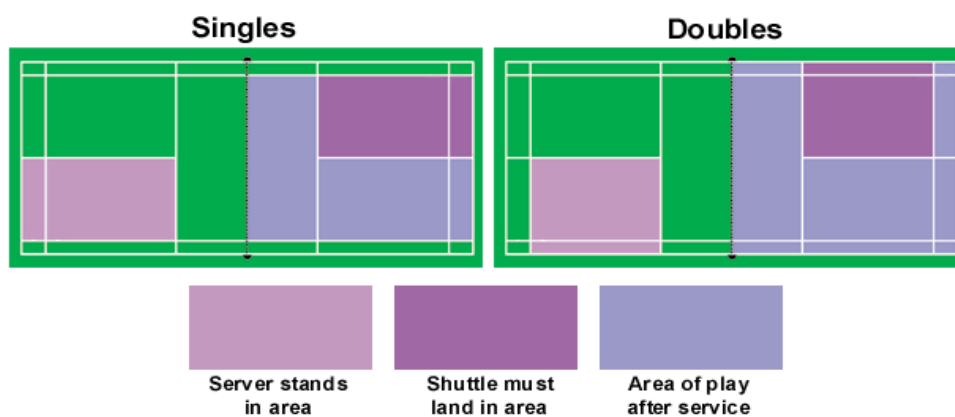 Singles
Doubles
Server stands
in area
Shuttle must
land in area
Area of play
after service